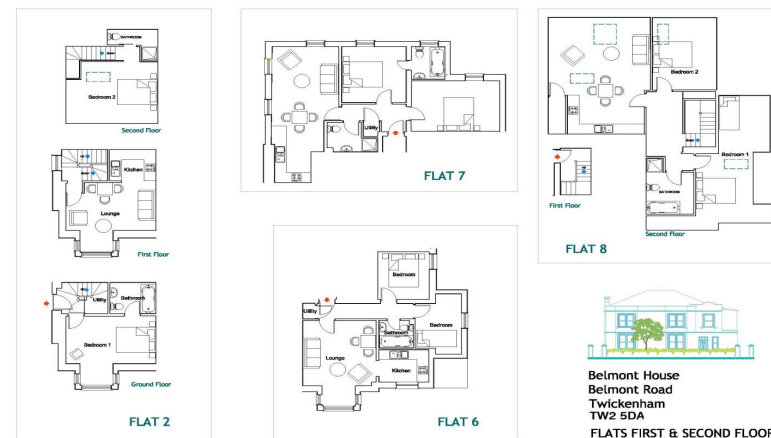 BATHROOM
Bedroom 2
Second Floor
Kitchen
Lounge
First Floor
Utility
Bathroom
Bedroom 1
Ground Floor
FLAT 2
Utility
FLAT 7
Bedroom
Utility
Bathroom
Bedroom
Lounge
Kitchen
FLAT 6
Bedroom 2
Bedroom 1
BATHROOM
First Floor
Second Floor
FLAT 8
Belmont House
Belmont Road
Twickenham
TW2 5DA
FLATS FIRST & SECOND FLOOR